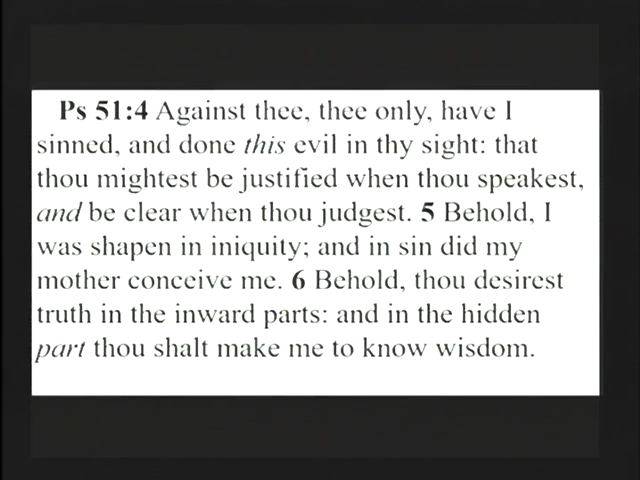 Ps 51:4 Against thee, thee only, have I
sinned, and done this evil in thy sight: that
thou mightest be justified when thou speakest,
and be clear when thou judgest. 5 Behold, I
was shapen in iniquity; and in sin did my
mother conceive me. 6 Behold, thou desirest
truth in the inward parts: and in the hidden
part thou shalt make me to know wisdom.